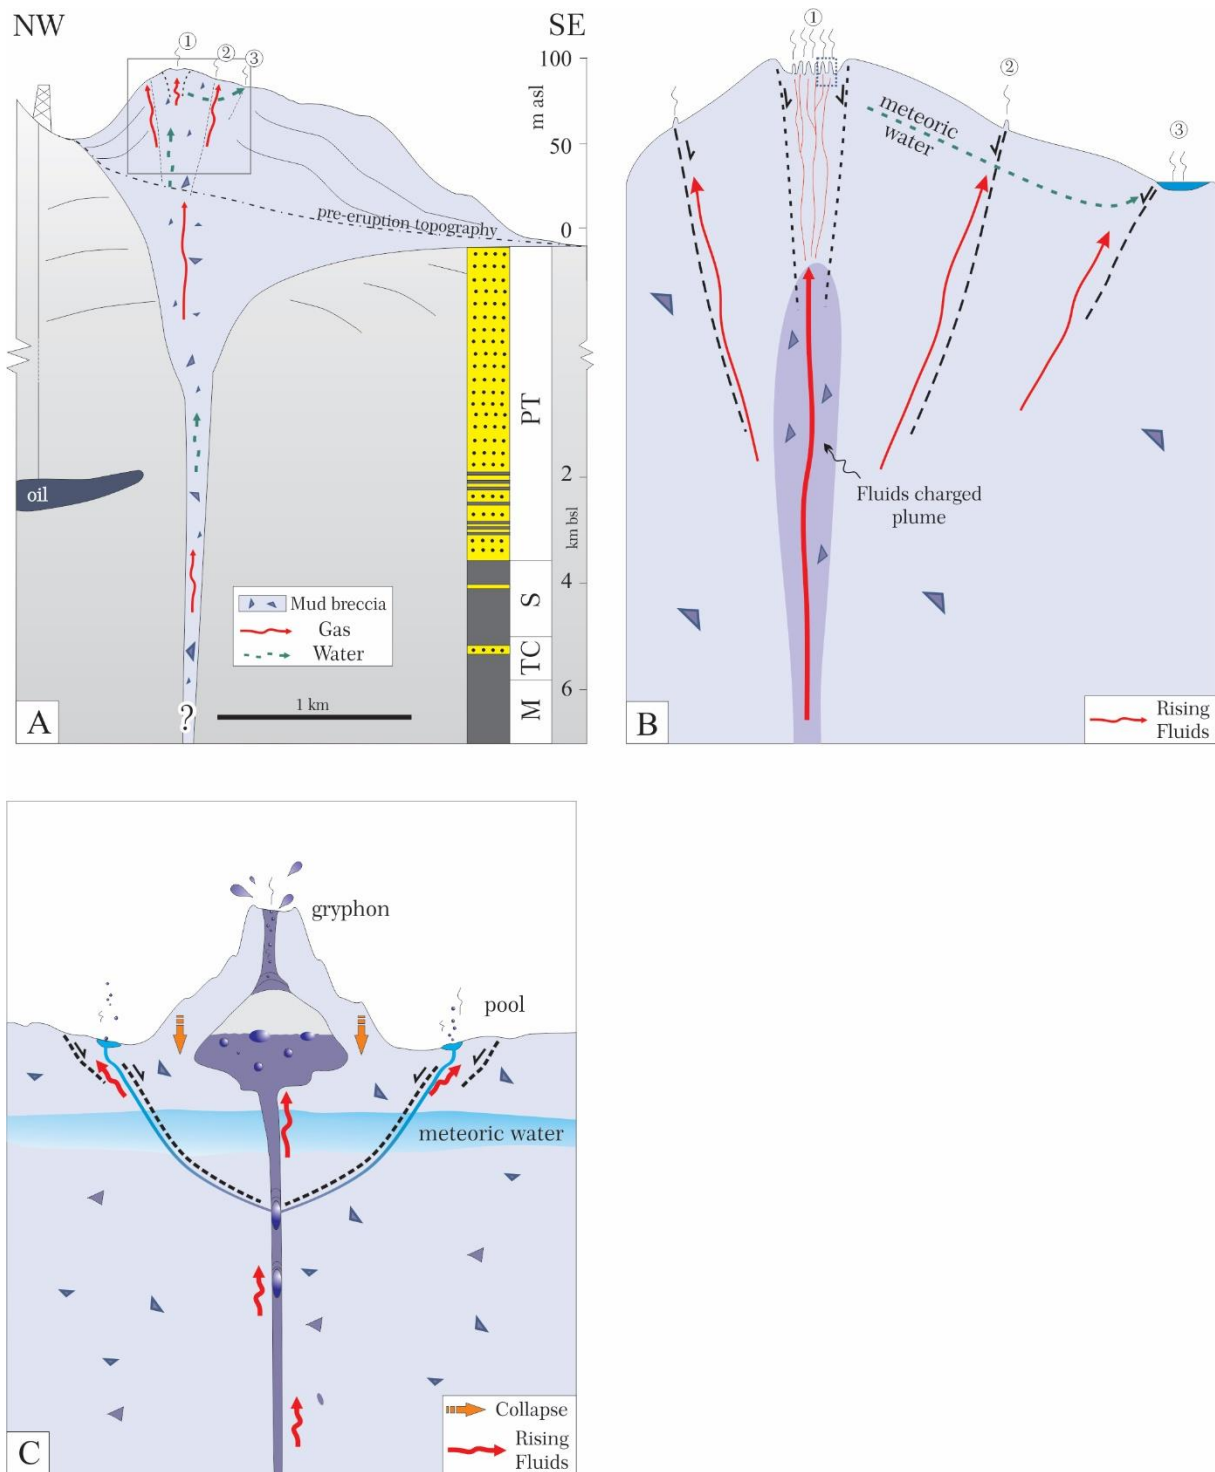 NW
SE
①
②
③
100
m asl
50
0
pre-eruption topography
PT
oil
2
km bsl
4
S
Mud breccia
Gas
Water
TC
1 km
M
6
?
A
①
②
③
meteoric
water
Fluids charged
plume
B
Rising
Fluids
gryphon
pool
meteoric water
C
Collapse
Rising
Fluids